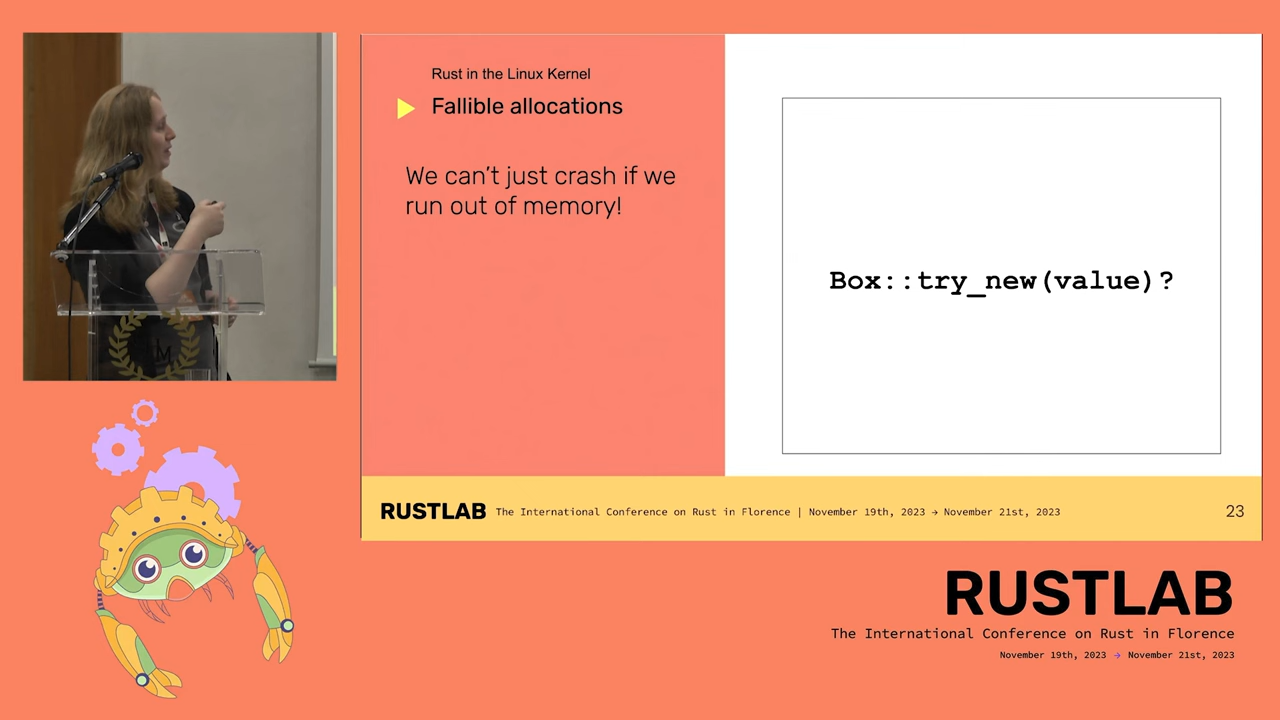 Rust in the Linux Kernel
Fallible allocations
We can't just crash if we
run out of memory!
Box::try_new(value)?
RUSTLAB The International Conference on Rust in Florence | November 19th, 2023 → November 21st, 2023 23
M
RUSTLAB
The International Conference on Rust in Florence
November 19th, 2023 → November 21st, 2023